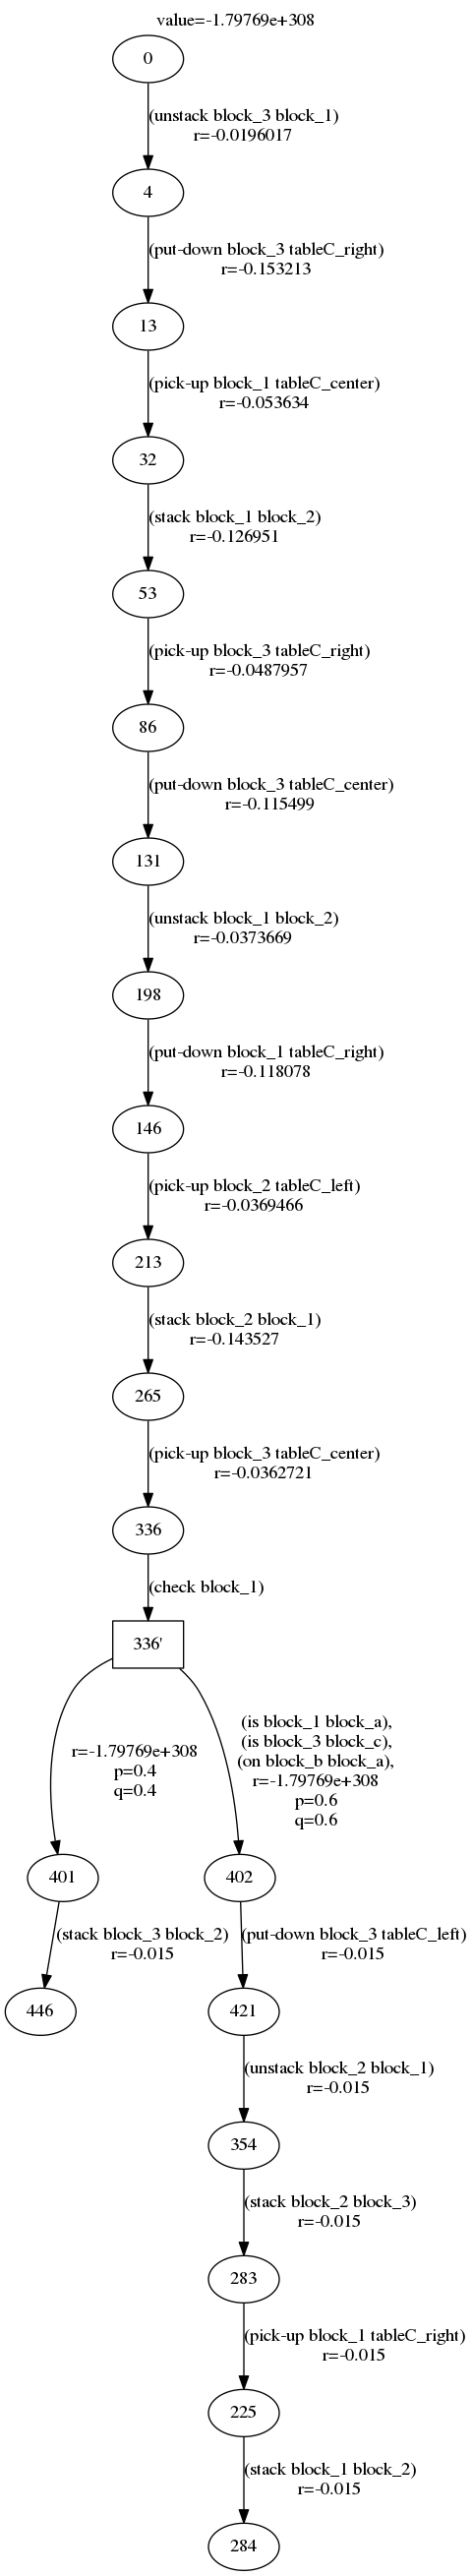 value=-1.79769e+308
0
(unstack block_3 block_1)
r=-0.0196017
4
(put-down block_3 tableC_right)
r=-0.153213
13
(pick-up block_1 tableC_center)
r=-0.053634
32
(stack block_1 block_2)
r=-0.126951
53
(pick-up block_3 tableC_right)
r=-0.0487957
86
(put-down block_3 tableC_center)
r=-0.115499
131
(unstack block_1 block_2)
r=-0.0373669
198
(put-down block_1 tableC_right)
r=-0.118078
146
(pick-up block_2 tableC_left)
r=-0.0369466
213
(stack block_2 block_1)
r=-0.143527
265
(pick-up block_3 tableC_center)
r=-0.0362721
336
(check block_1)
336'
r=-1.79769e+308
p=0.4
q=0.4
(is block_1 block_a),
(is block_3 block_c),
(on block_b block_a),
r=-1.79769e+308
p=0.6
q=0.6
401
402
(stack block_3 block_2)
r=-0.015
(put-down block_3 tableC_left)
r=-0.015
446
421
(unstack block_2 block_1)
r=-0.015
354
(stack block_2 block_3)
r=-0.015
283
(pick-up block_1 tableC_right)
r=-0.015
225
(stack block_1 block_2)
r=-0.015
284